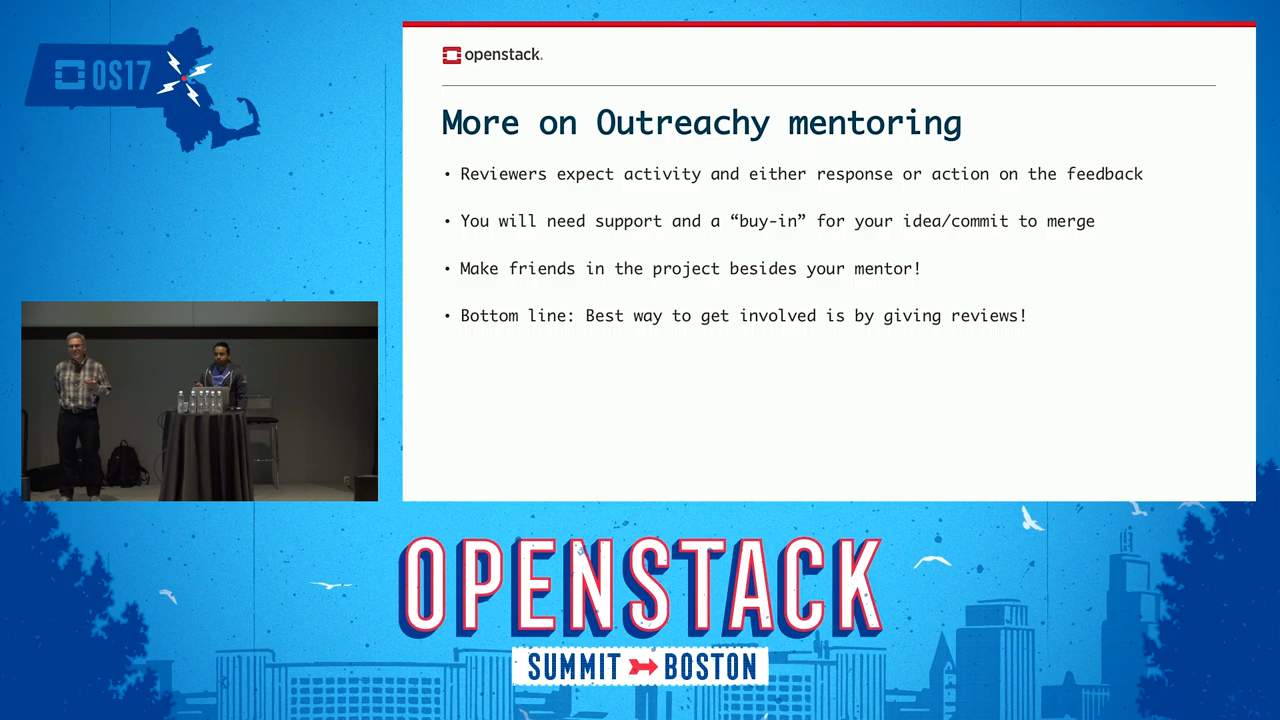 OS17
openstack.
More on Outreachy mentoring
• Reviewers expect activity and either response or action on the feedback
• You will need support and a “buy-in” for your idea/commit to merge
• Make friends in the project besides your mentor!
• Bottom line: Best way to get involved is by giving reviews!
OPENSTACK
SUMMIT BOSTON